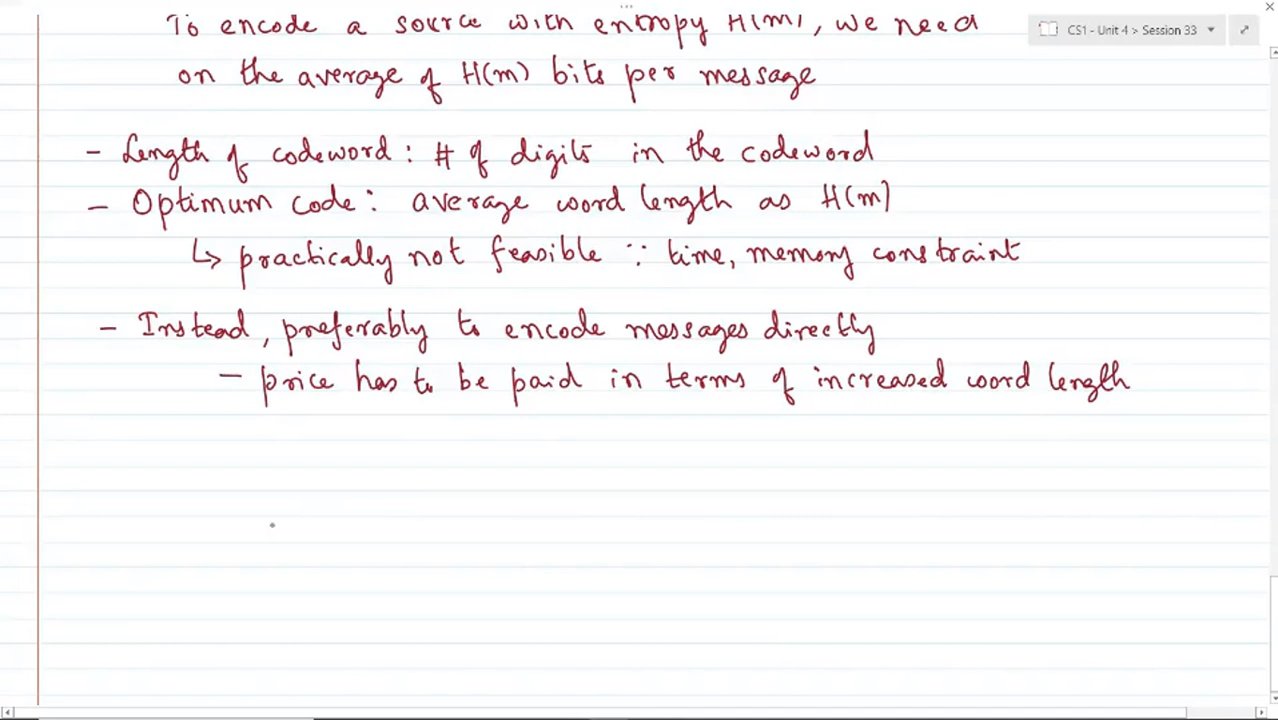 To encode a source with entropy H(m), we need
CS1 - Unit 4 > Session 33
on the average of H(m) bits per message
- Length of codeword : # of digits in the codeword
- Optimum code : average word length as H(m)
↳ practically not feasible ∵ time, memory constraint
- Instead, preferably to encode messages directly
- price has to be paid in terms of increased word length